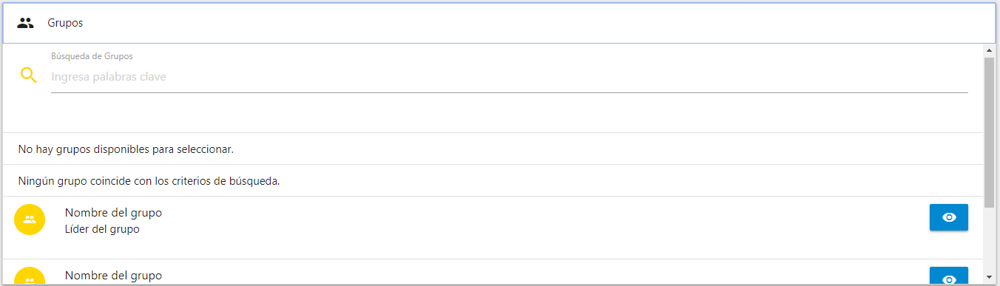 Grupos
Búsqueda de Grupos
Ingresa palabras clave
No hay grupos disponibles para seleccionar.
Ningún grupo coincide con los criterios de búsqueda.
Nombre del grupo
Líder del grupo
Nombre del grupo